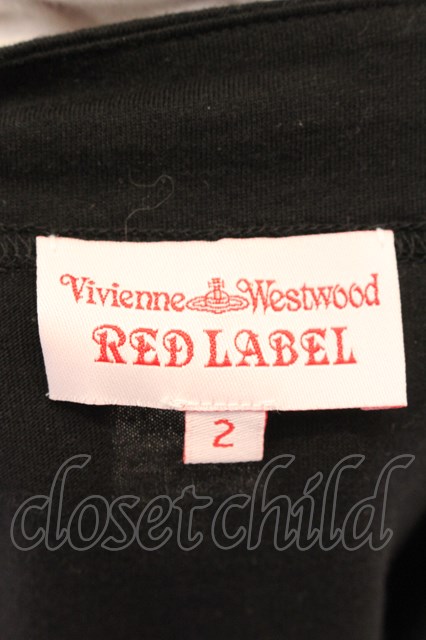 Vivienne Westwood
RED LABEL
2
closetchild